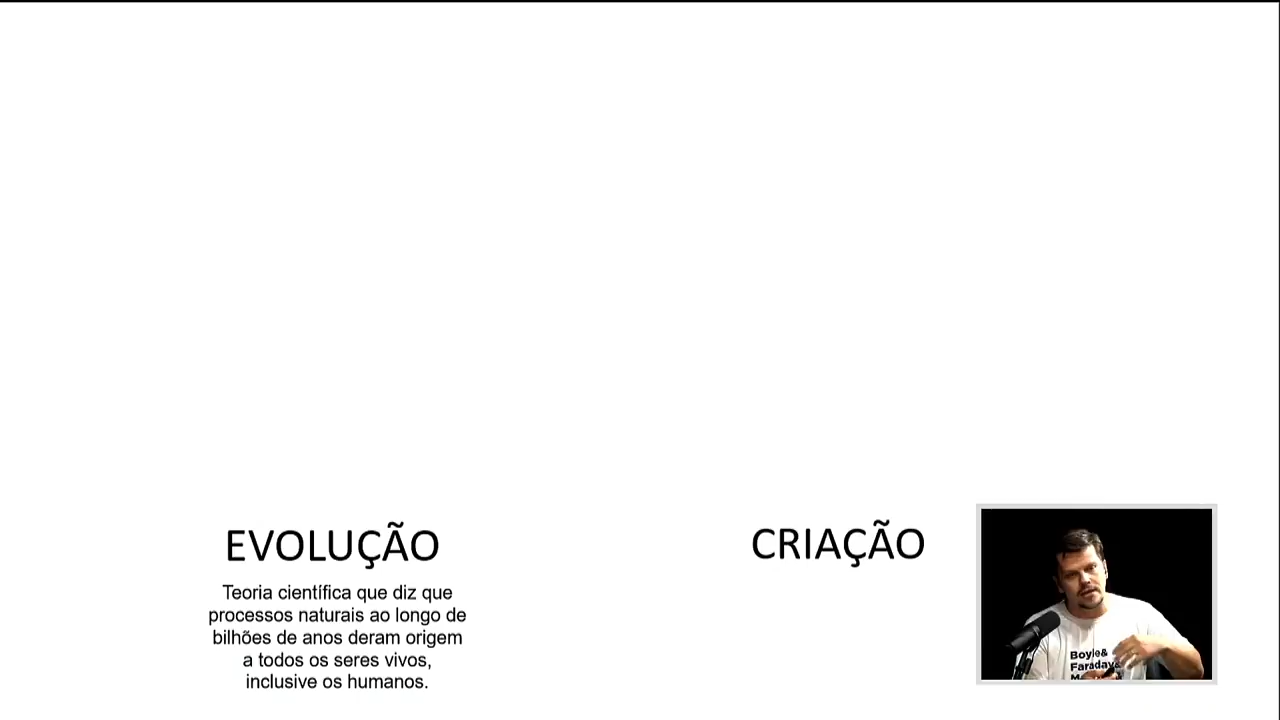 EVOLUÇÃO
Teoria científica que diz que
processos naturais ao longo de
bilhões de anos deram origem
a todos os seres vivos,
inclusive os humanos.
CRIAÇÃO
Boyle&
Faraday&